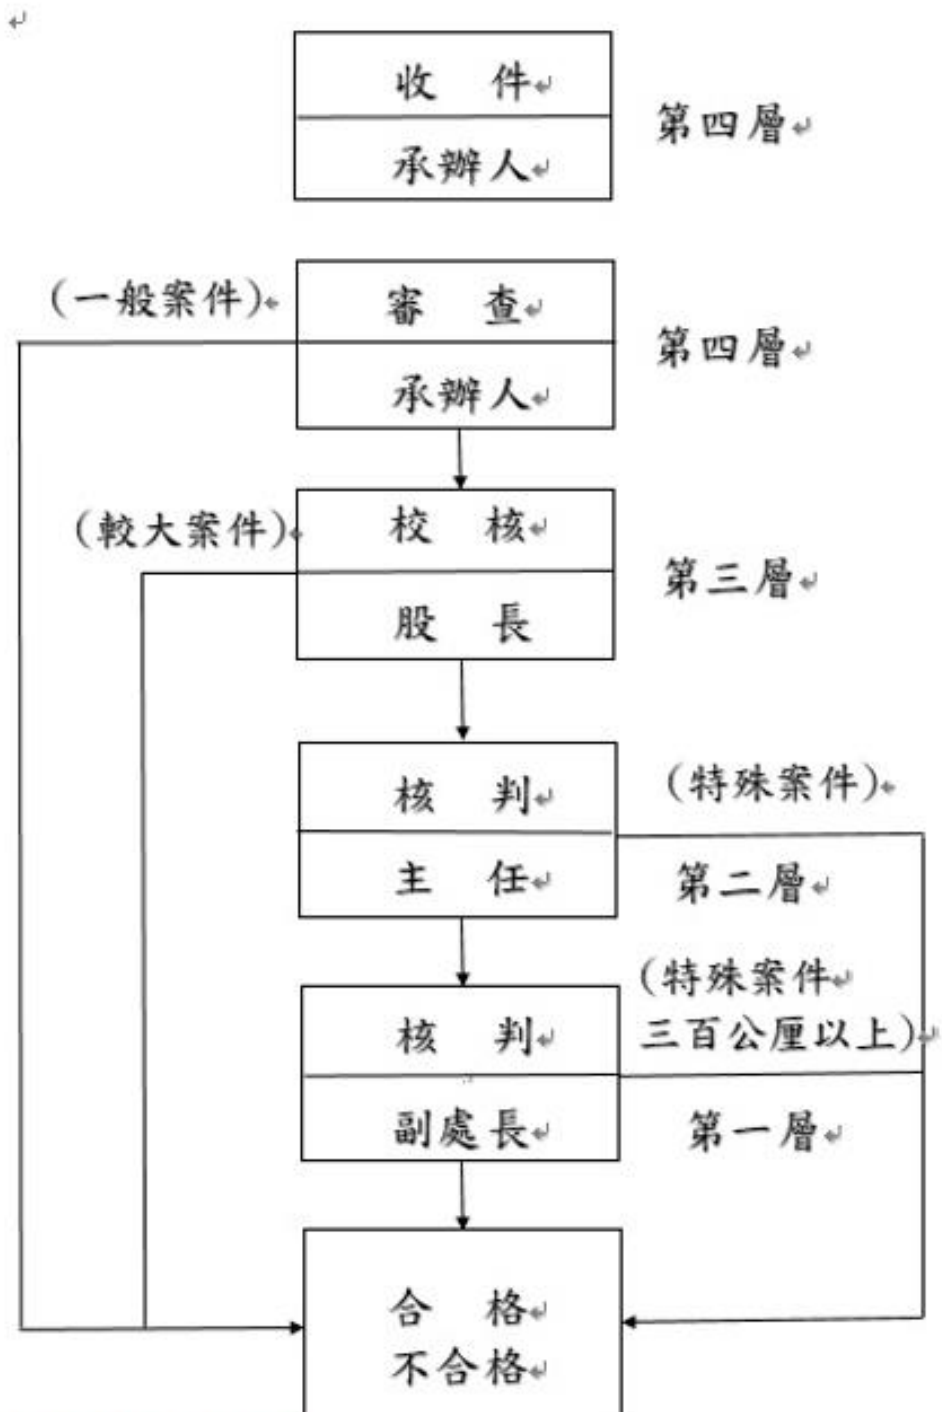 收 件
承辦人
第四層
(一般案件)
審 查
承辦人
第四層
(較大案件)
校 核
股 長
第三層
核 判
主 任
(特殊案件)
第二層
核 判
副處長
(特殊案件
三百公厘以上)
第一層
合 格
不合格